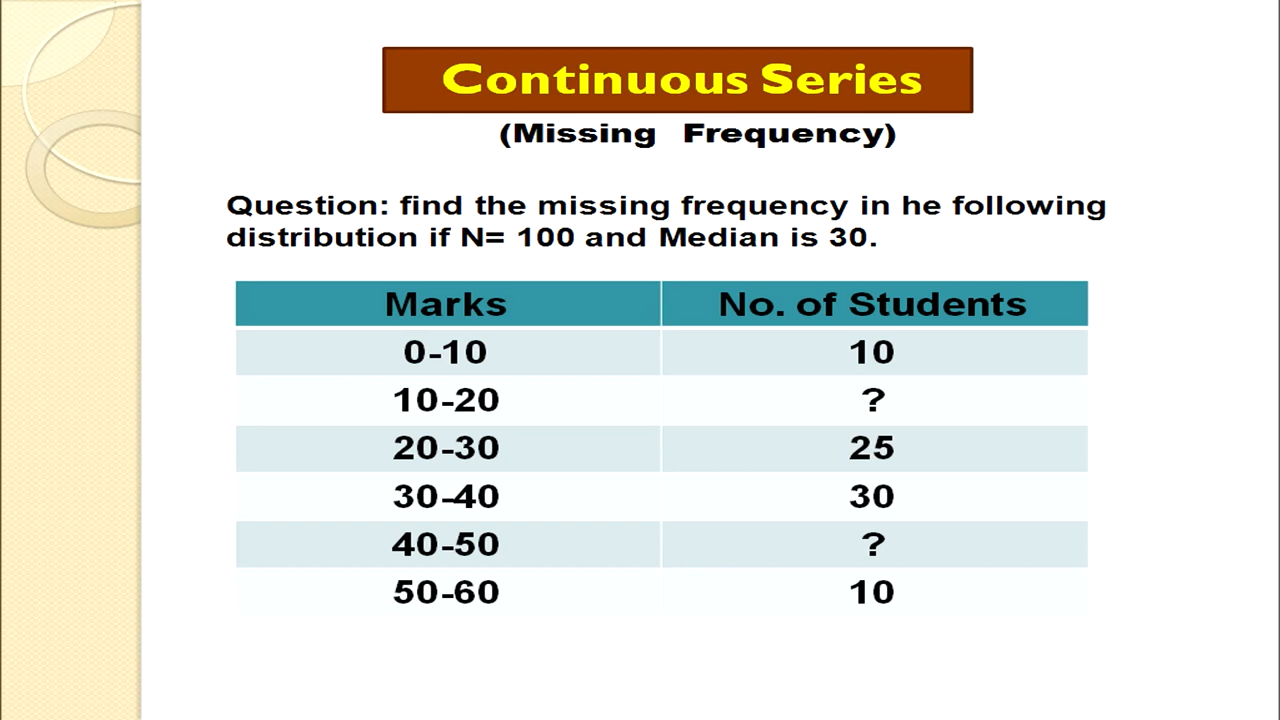 Continuous Series
(Missing Frequency)
Question: find the missing frequency in he following
distribution if N= 100 and Median is 30.
Marks No. of Students
0-10 10
10-20 ?
20-30 25
30-40 30
40-50 ?
50-60 10